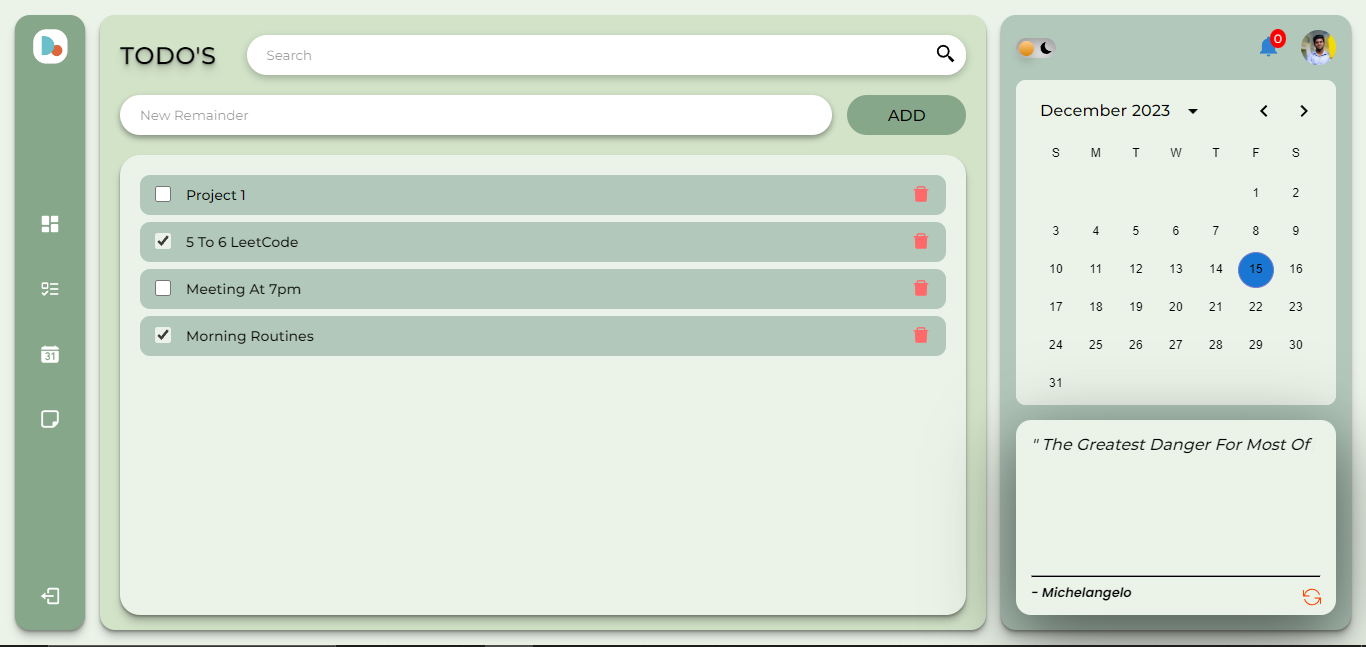 TODO'S
Search
New Remainder
ADD
Project 1
5 To 6 LeetCode
Meeting At 7pm
Morning Routines
31
0
December 2023
S M T W T F S
1 2
3 4 5 6 7 8 9
10 11 12 13 14 15 16
17 18 19 20 21 22 23
24 25 26 27 28 29 30
31
" The Greatest Danger For Most Of
- Michelangelo